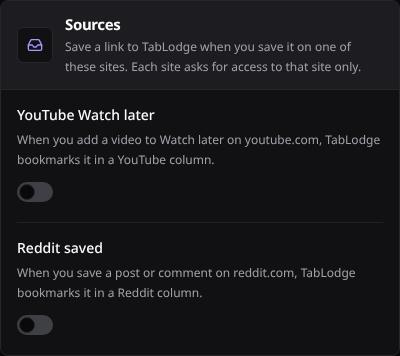 Sources
Save a link to TabLodge when you save it on one of
these sites. Each site asks for access to that site only.
YouTube Watch later
When you add a video to Watch later on youtube.com, TabLodge
bookmarks it in a YouTube column.
Reddit saved
When you save a post or comment on reddit.com, TabLodge
bookmarks it in a Reddit column.